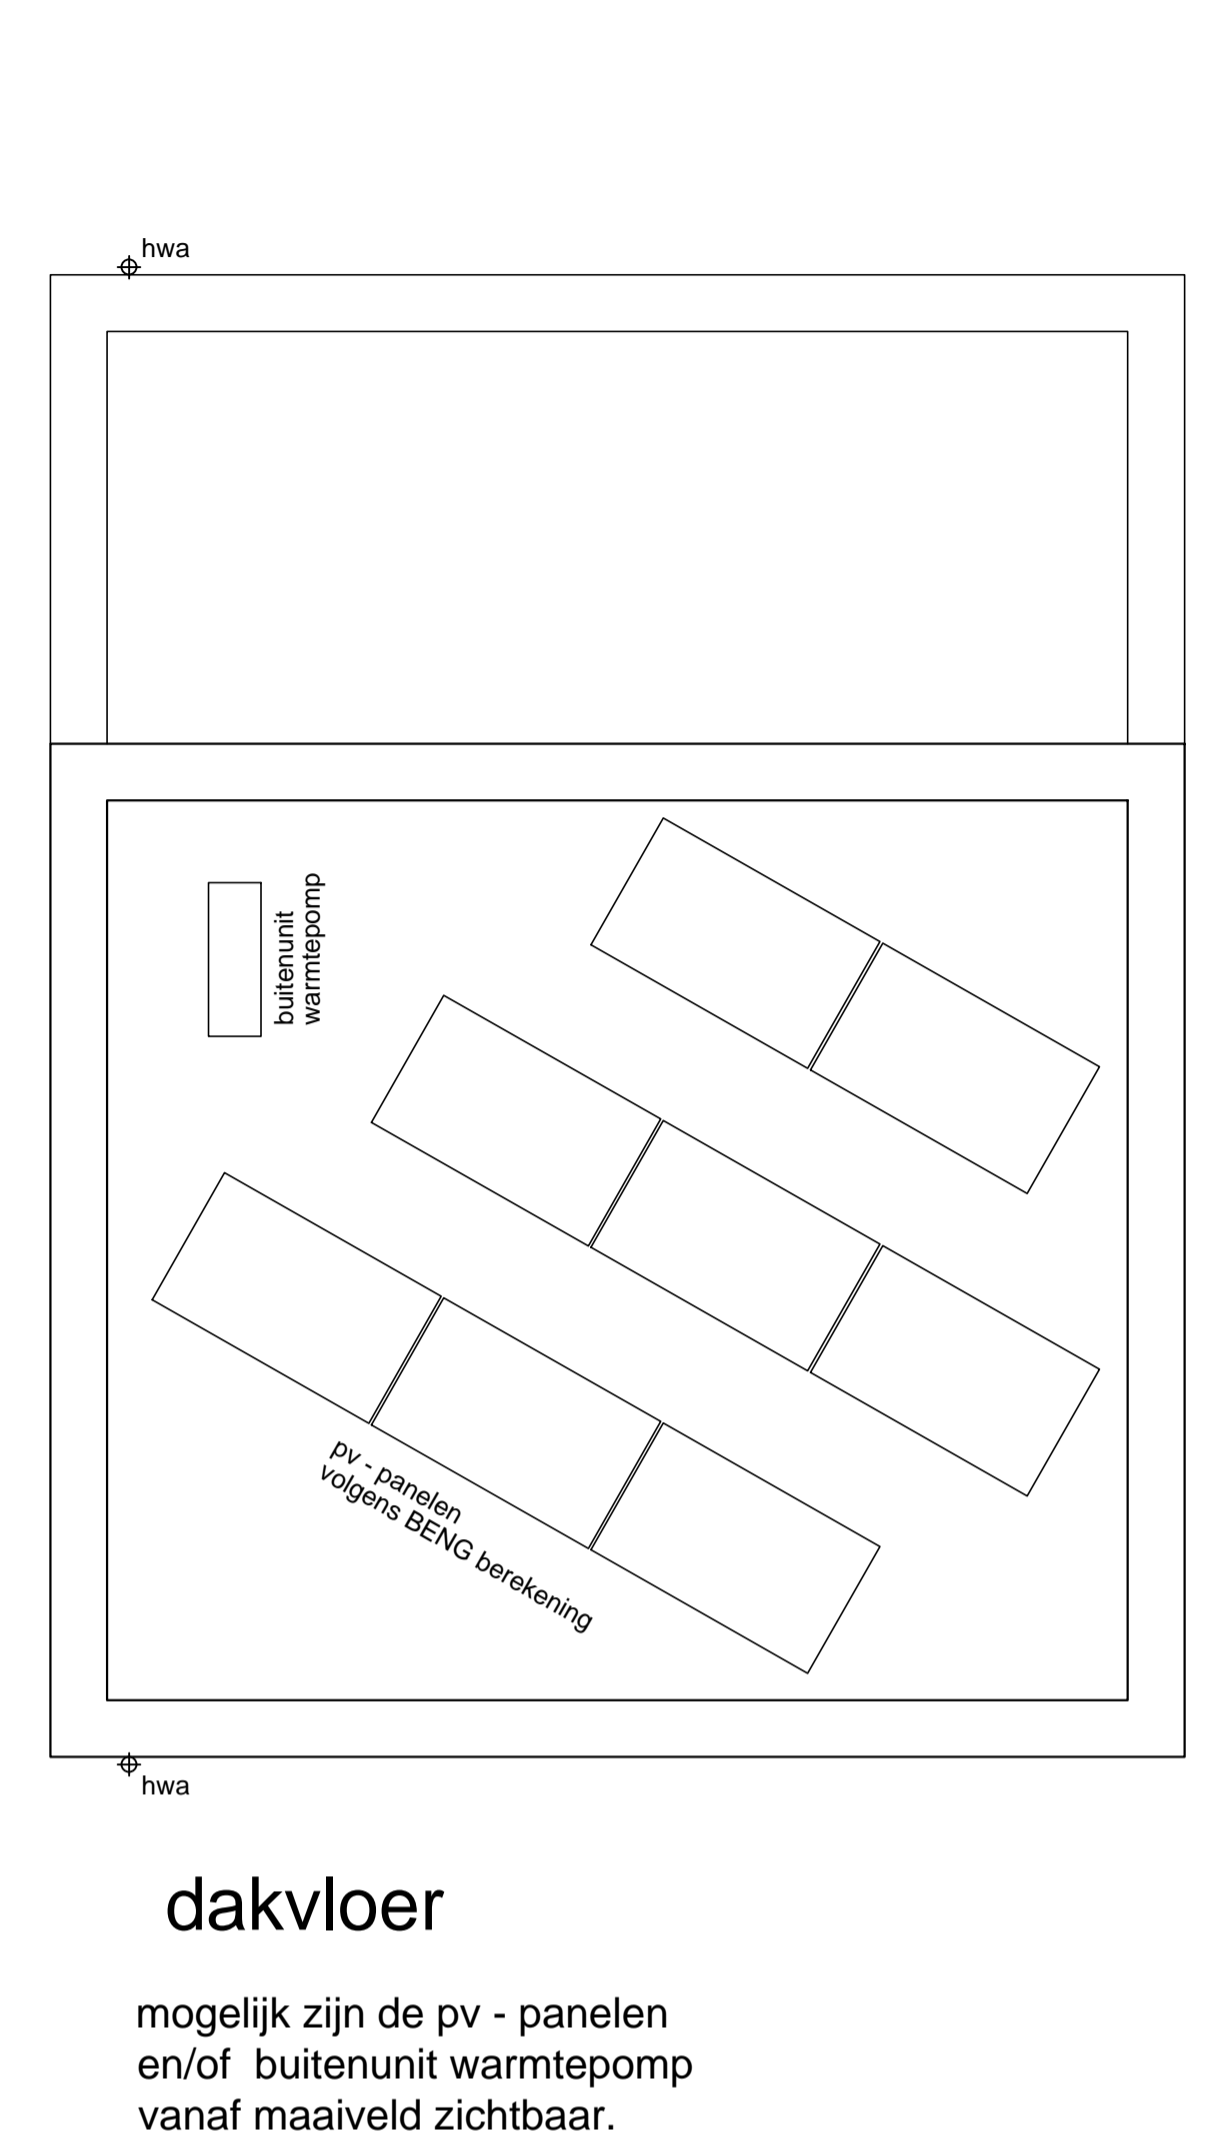 hwa
buitenunit
warmtepomp
pv - panelen
volgens BENG berekening
hwa
dakvloer
mogelijk zijn de pv - panelen
en/of buitenunit warmtepomp
vanaf maaiveld zichtbaar.